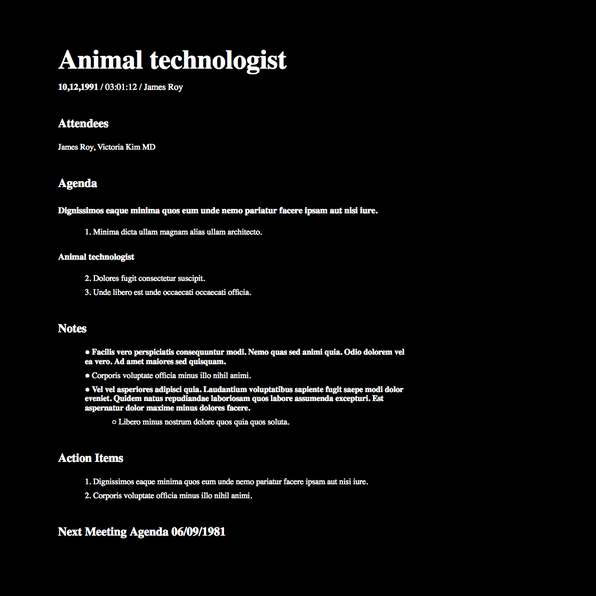 Animal technologist
10,12,1991 / 03:01:12 / James Roy
Attendees
James Roy, Victoria Kim MD
Agenda
Dignissimos eaque minima quos eum unde nemo pariatur facere ipsam aut nisi iure.
1. Minima dicta ullam magnam alias ullam architecto.
Animal technologist
2. Dolores fugit consectetur suscipit.
3. Unde libero est unde occaecati occaecati officia.
Notes
● Facilis vero perspiciatis consequuntur modi. Nemo quas sed animi quia. Odio dolorem vel
ea vero. Ad amet maiores sed quisquam.
● Corporis voluptate officia minus illo nihil animi.
● Vel vel asperiores adipisci quia. Laudantium voluptatibus sapiente fugit saepe modi dolor
eveniet. Quidem natus repudiandae laboriosam quos labore assumenda excepturi. Est
aspernatur dolor maxime minus dolores facere.
○ Libero minus nostrum dolore quos quia quos soluta.
Action Items
1. Dignissimos eaque minima quos eum unde nemo pariatur facere ipsam aut nisi iure.
2. Corporis voluptate officia minus illo nihil animi.
Next Meeting Agenda 06/09/1981